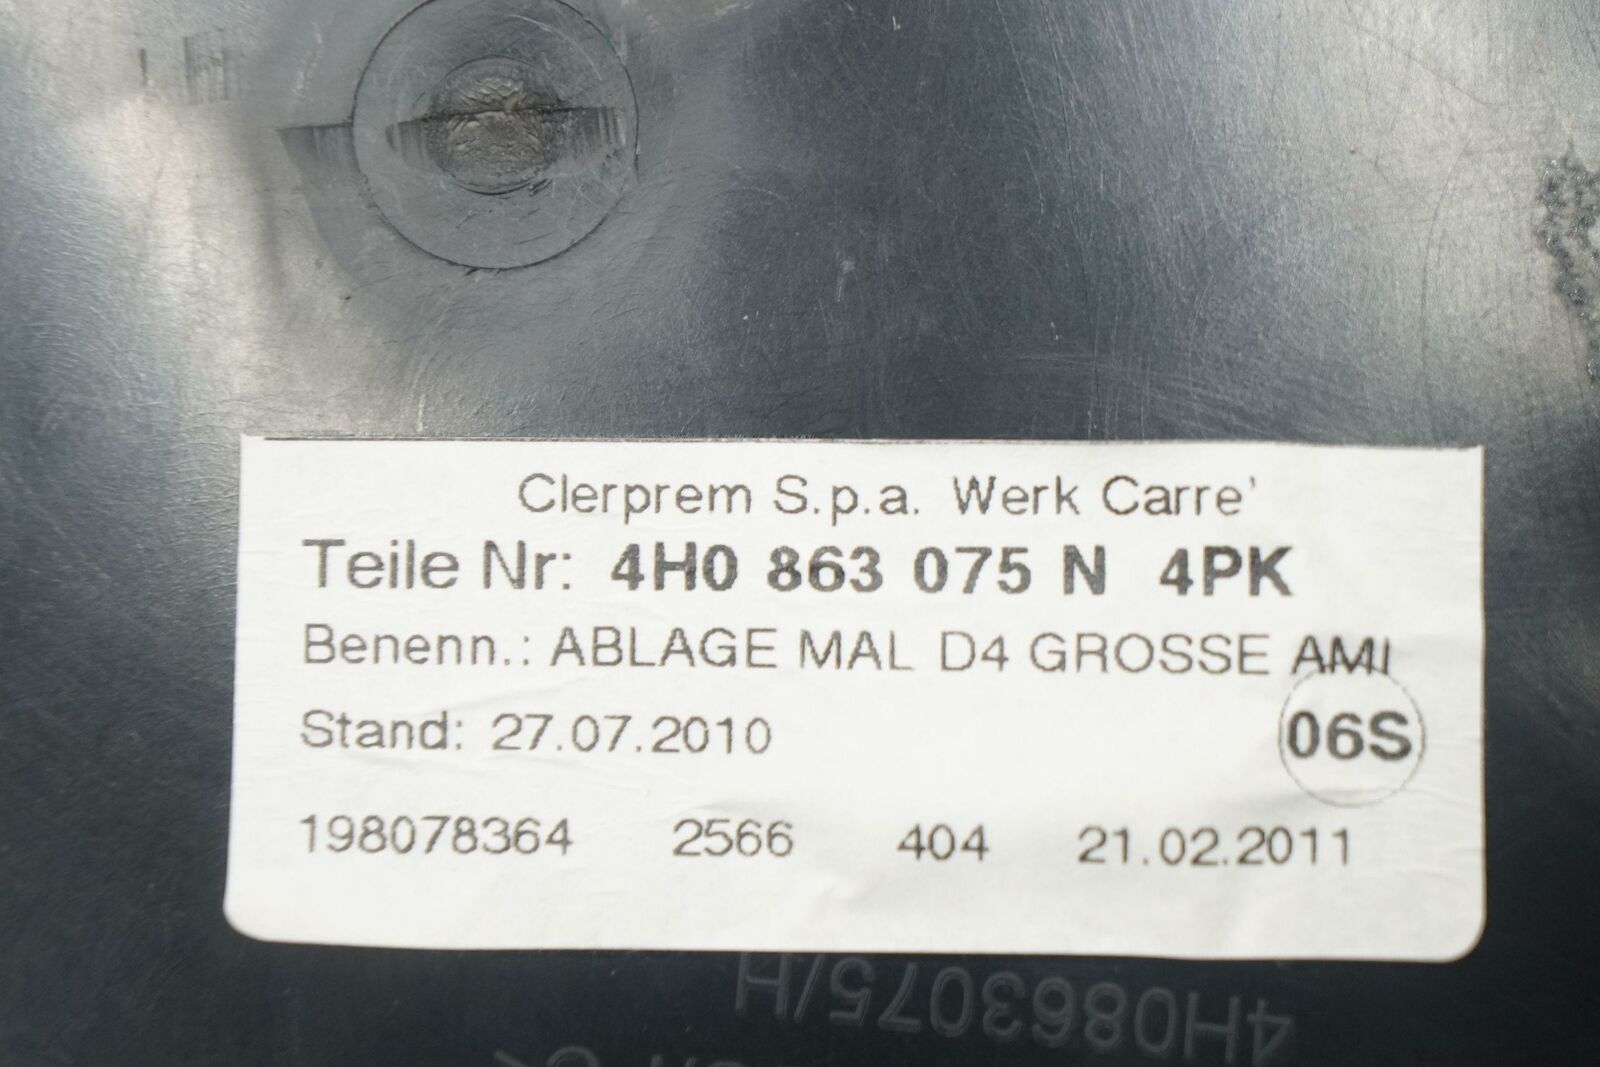 Clerprem S.p.a. Werk Carre'
Teile Nr: 4H0 863 075 N 4PK
Benenn.: ABLAGE MAL D4 GROSSE AMI
Stand: 27.07.2010
06S
198078364 2566 404 21.02.2011
4H0863075/H